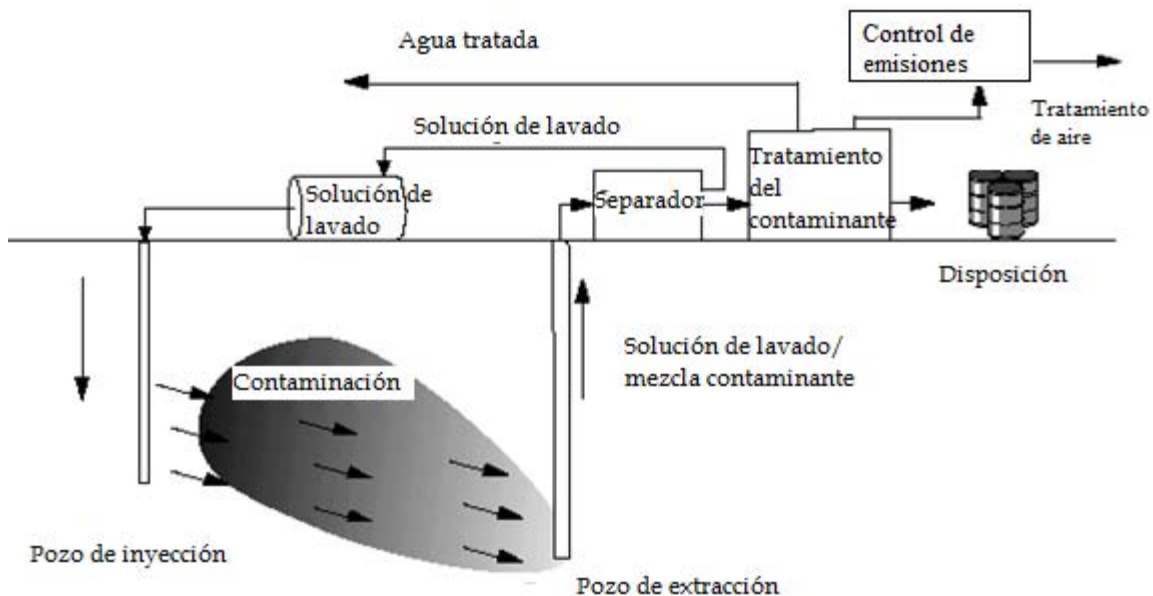 Agua tratada
Control de
emisiones
Tratamiento
de aire
Solución de lavado
Solución de
lavado
Separador
Tratamiento
del
contaminante
Disposición
Solución de lavado/
mezcla contaminante
Contaminación
Pozo de inyección
Pozo de extracción